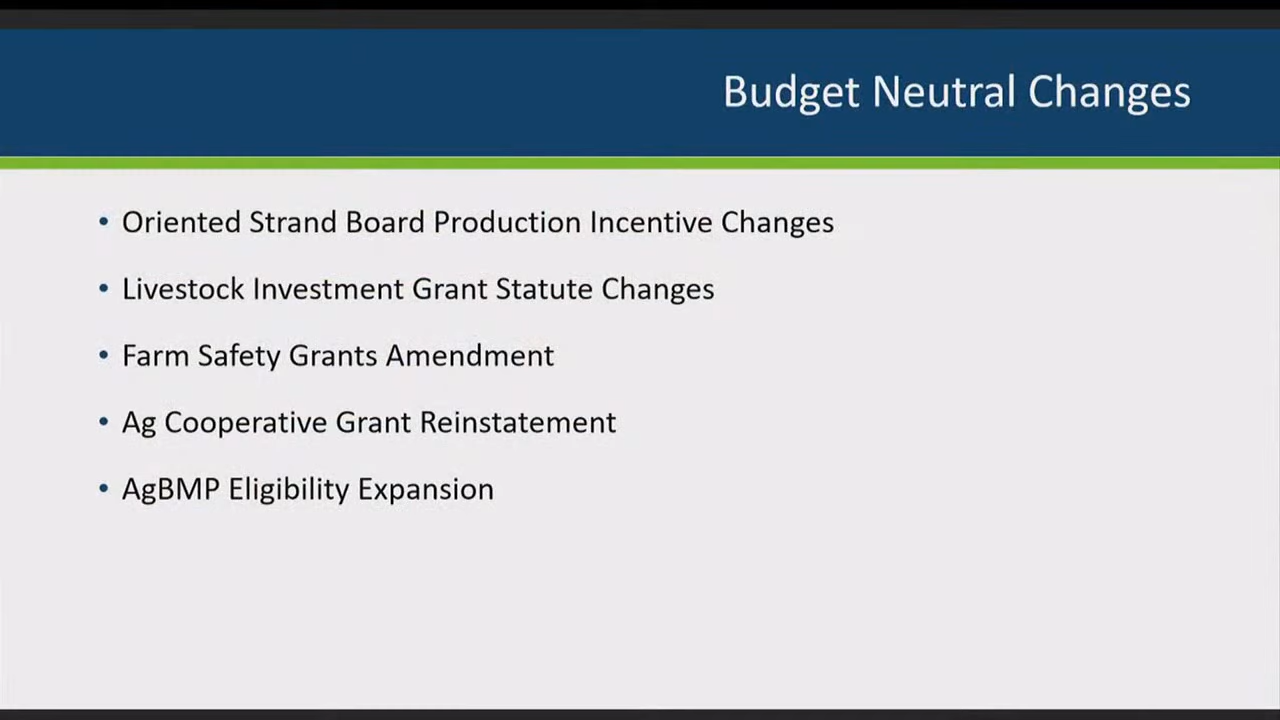 Budget Neutral Changes
• Oriented Strand Board Production Incentive Changes
• Livestock Investment Grant Statute Changes
• Farm Safety Grants Amendment
• Ag Cooperative Grant Reinstatement
• AgBMP Eligibility Expansion